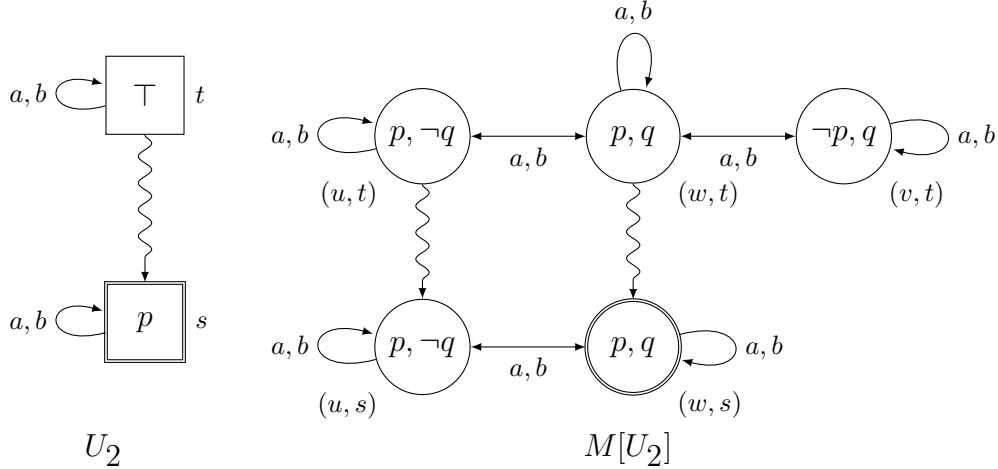 a, b
a, b ⊤ t
a, b p, ¬q p, q ¬p, q a, b
a, b a, b
(u, t) (w, t) (v, t)
a, b p s
a, b p, ¬q p, q a, b
a, b
(u, s) (w, s)
U₂ M[U₂]